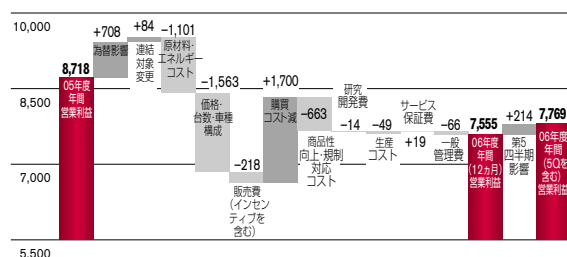 10,000
8,500
7,000
5,500
8,718
05年度
年間
営業利益
+708
為替影響
+84
連結
対象
変更
−1,101
原材料・
エネルギー
コスト
−1,563
価格・
台数・車種
構成
−218
販売費
(インセン
ティブを
含む)
+1,700
購買
コスト減
−663
商品性
向上・規制
対応
コスト
研究
開発費
−14
−49
生産
コスト
サービス
保証費
+19
−66
一般
管理費
7,555
06年度
年間
(12ヵ月)
営業利益
+214
第5
四半期
影響
7,769
06年度
年間
(5Qを
含む)
営業利益